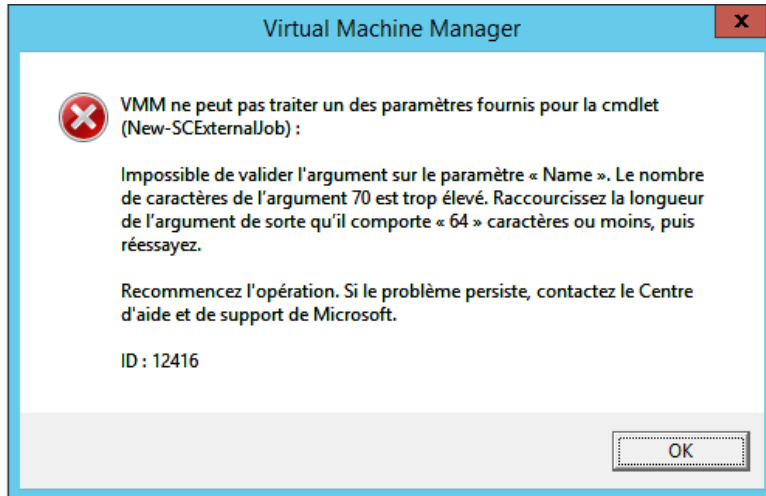 Virtual Machine Manager
x
VMM ne peut pas traiter un des paramètres fournis pour la cmdlet
(New-SCExternalJob) :
Impossible de valider l'argument sur le paramètre « Name ». Le nombre
de caractères de l’argument 70 est trop élevé. Raccourcissez la longueur
de l’argument de sorte qu’il comporte « 64 » caractères ou moins, puis
réessayez.
Recommencez l'opération. Si le problème persiste, contactez le Centre
d'aide et de support de Microsoft.
ID : 12416
OK